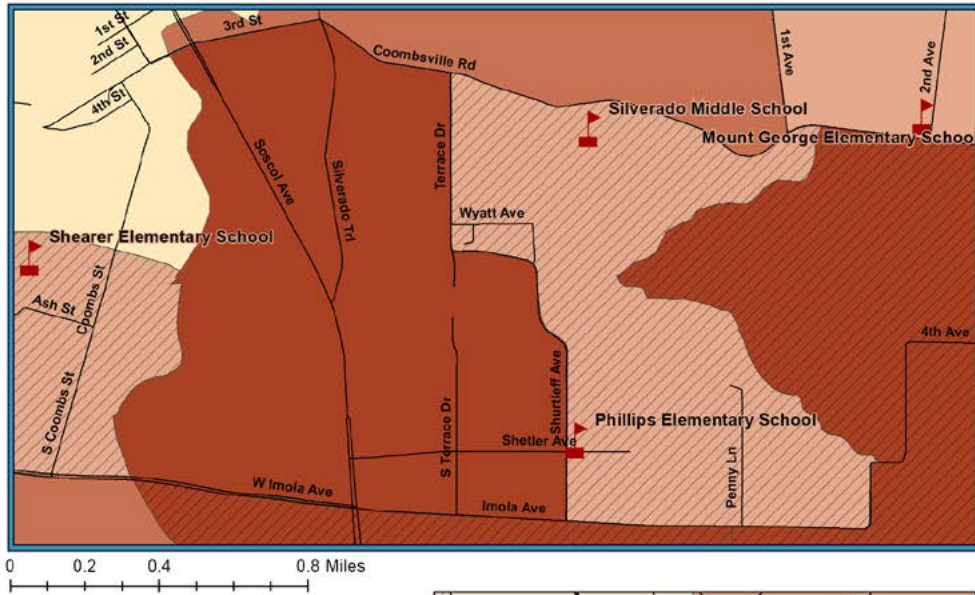 1st St
2nd St
3rd St
4th St
Coombsville Rd
1st Ave
2nd Ave
Silverado Middle School
Mount George Elementary School
Soscol Ave
Silverado Trl
Terrace Dr
Wyatt Ave
Shearer Elementary School
Ash St
Coombs St
S Coombs St
4th Ave
Shurtleff Ave
Phillips Elementary School
Shetler Ave
S Terrace Dr
Penny Ln
W Imola Ave
Imola Ave
0 0.2 0.4 0.8 Miles